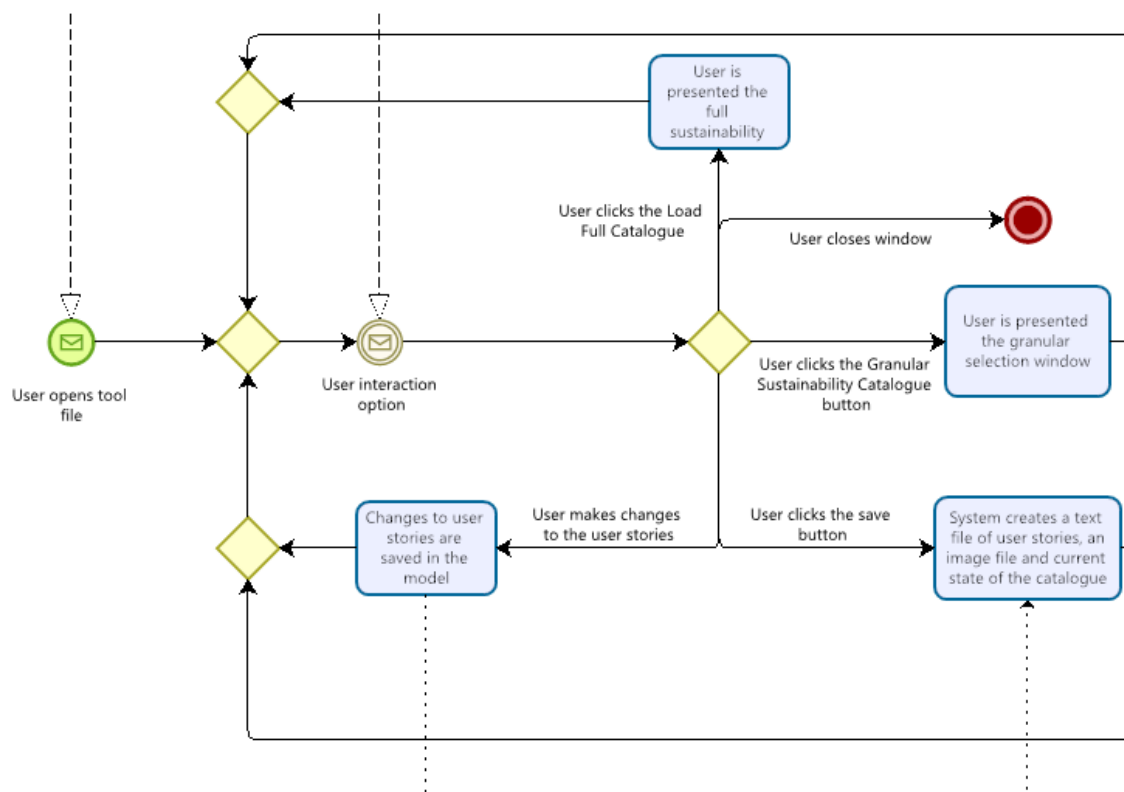 User is
presented the
full
sustainability
User clicks the Load
Full Catalogue
User closes window
User opens tool
file
User interaction
option
User clicks the Granular
Sustainability Catalogue
button
User is presented
the granular
selection window
Changes to user
stories are
saved in the
model
User makes changes
to the user stories
User clicks the save
button
System creates a text
file of user stories, an
image file and current
state of the catalogue